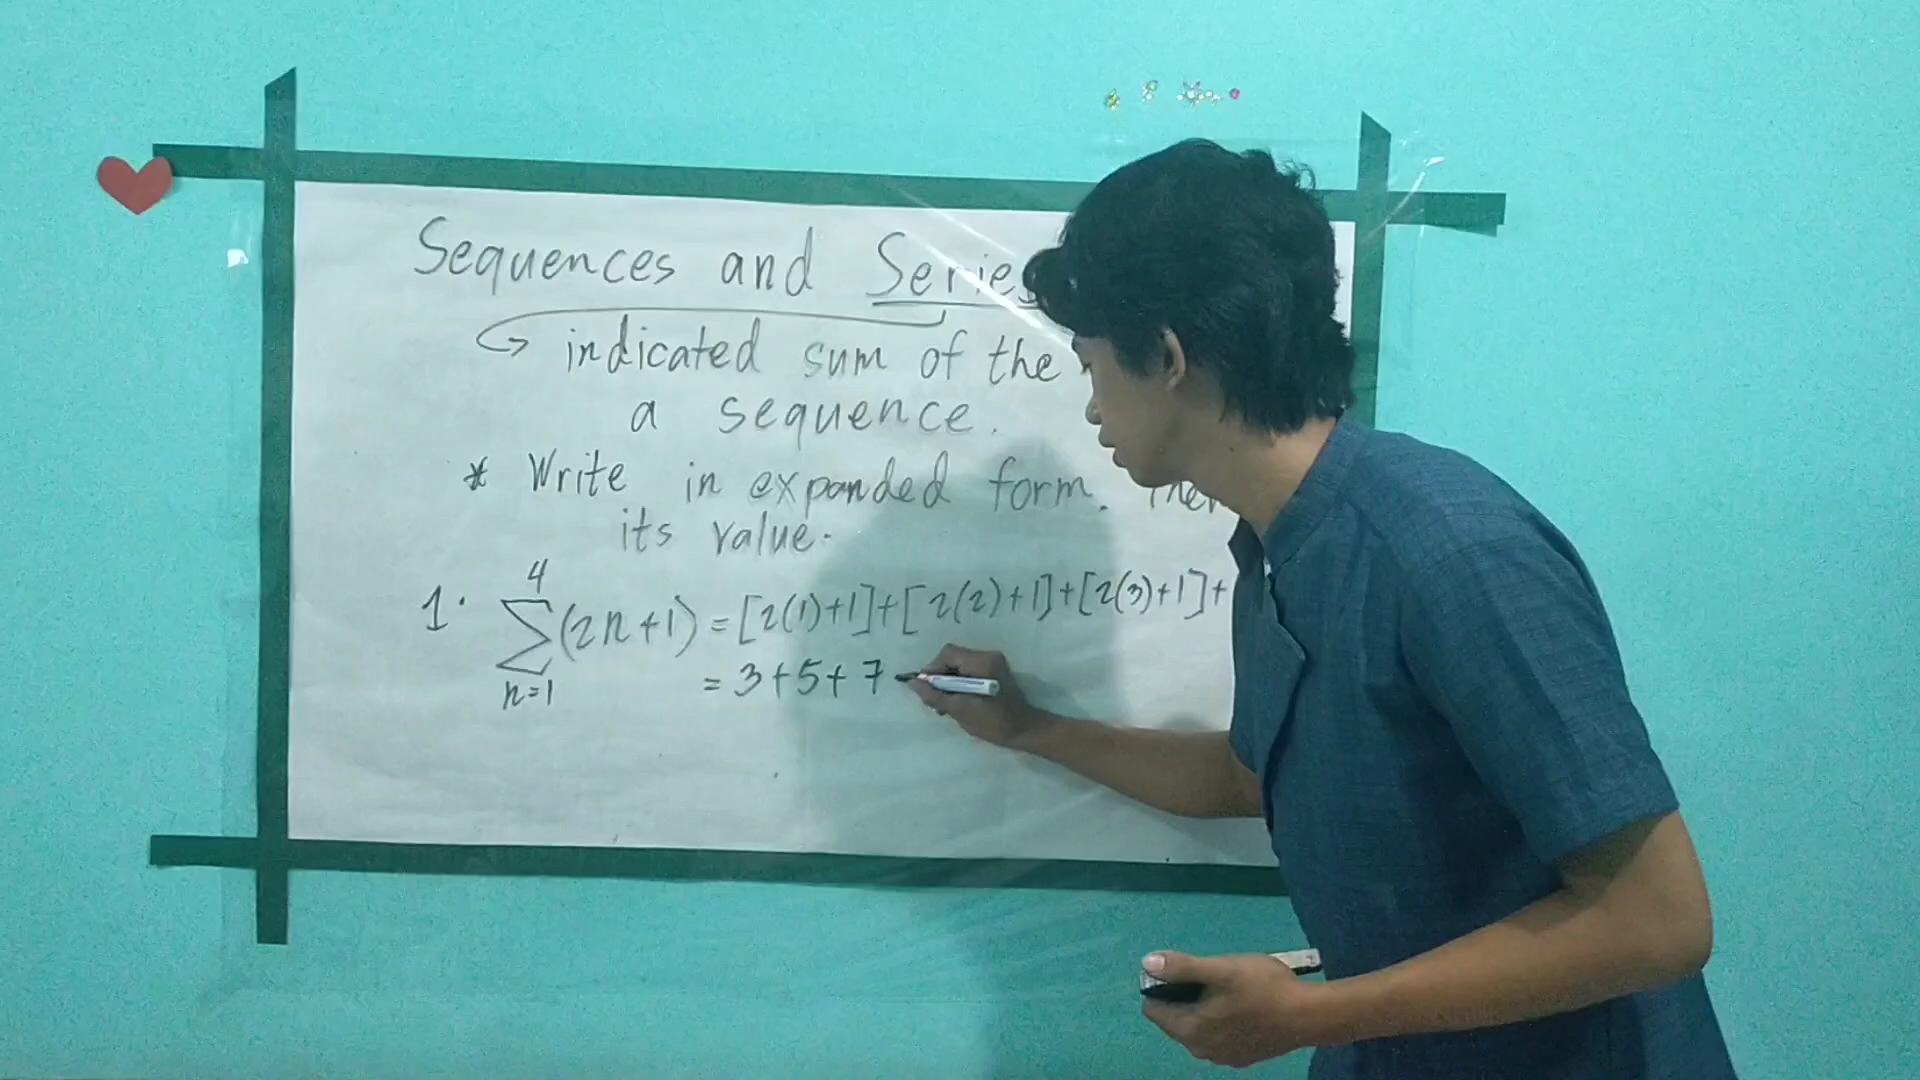 Sequences and Series
indicated sum of the
a sequence.
* Write in expanded form. Then
its value.
4
1. ∑(2n+1) = [2(1)+1]+[2(2)+1]+[2(3)+1]+
n=1
= 3+5+7